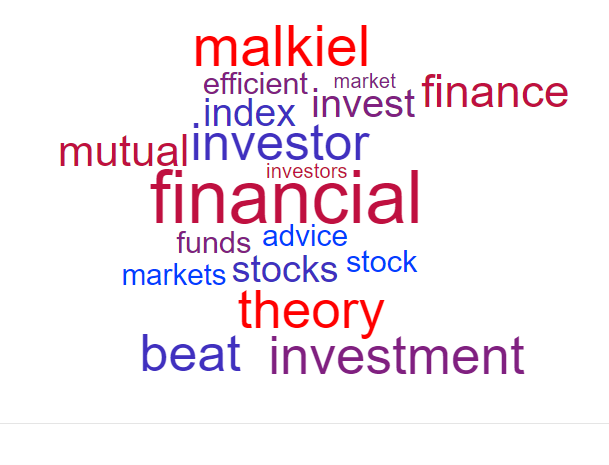 malkiel
efficient market
index invest finance
mutual investor
investors
financial
funds advice
markets stocks stock
theory
beat investment